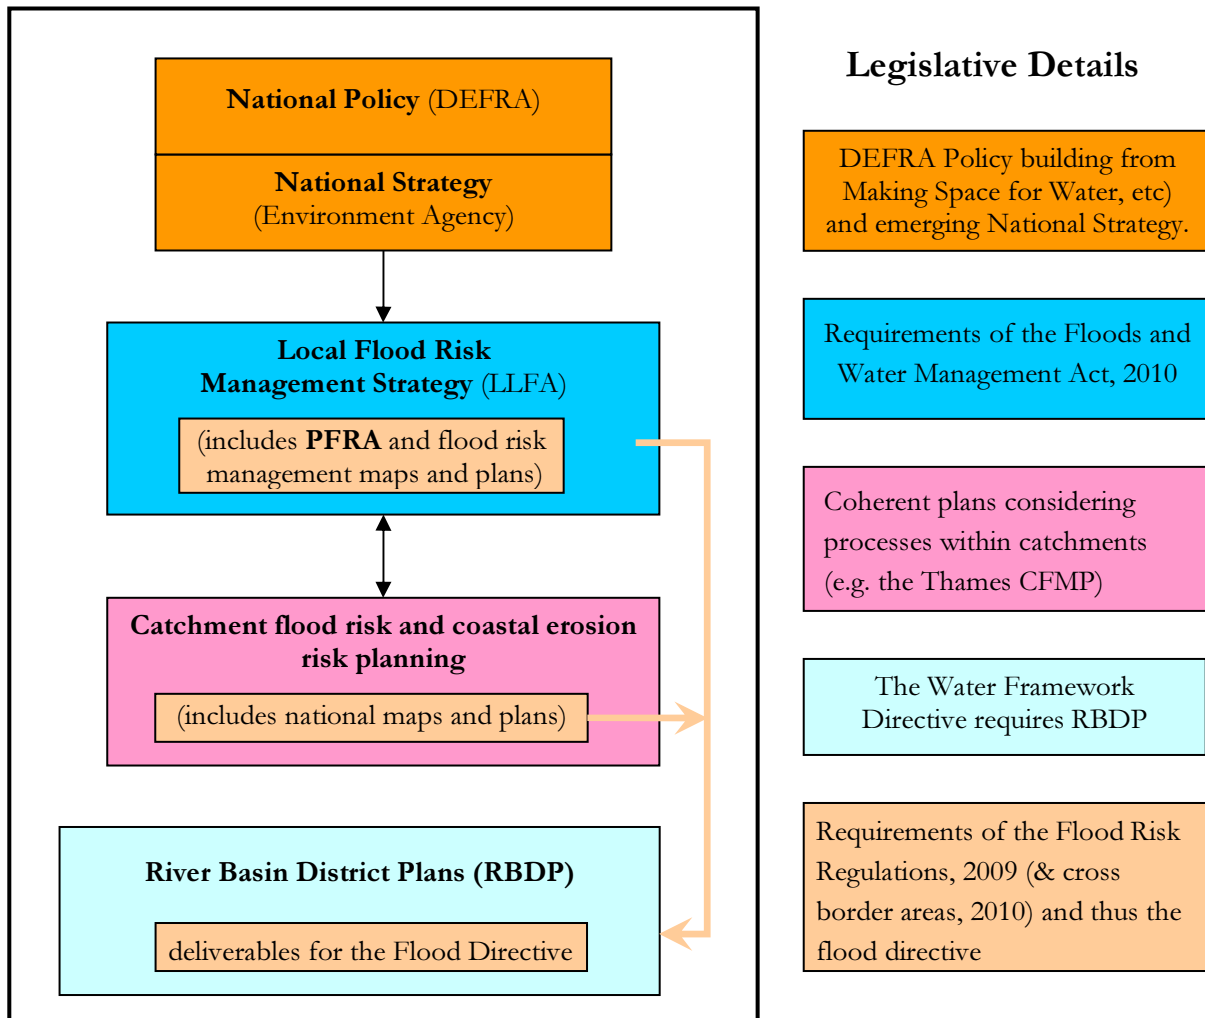 National Policy (DEFRA)
National Strategy
(Environment Agency)
Local Flood Risk
Management Strategy (LLFA)
(includes PFRA and flood risk
management maps and plans)
Catchment flood risk and coastal erosion
risk planning
(includes national maps and plans)
River Basin District Plans (RBDP)
deliverables for the Flood Directive
Legislative Details
DEFRA Policy building from
Making Space for Water, etc)
and emerging National Strategy.
Requirements of the Floods and
Water Management Act, 2010
Coherent plans considering
processes within catchments
(e.g. the Thames CFMP)
The Water Framework
Directive requires RBDP
Requirements of the Flood Risk
Regulations, 2009 (& cross
border areas, 2010) and thus the
flood directive